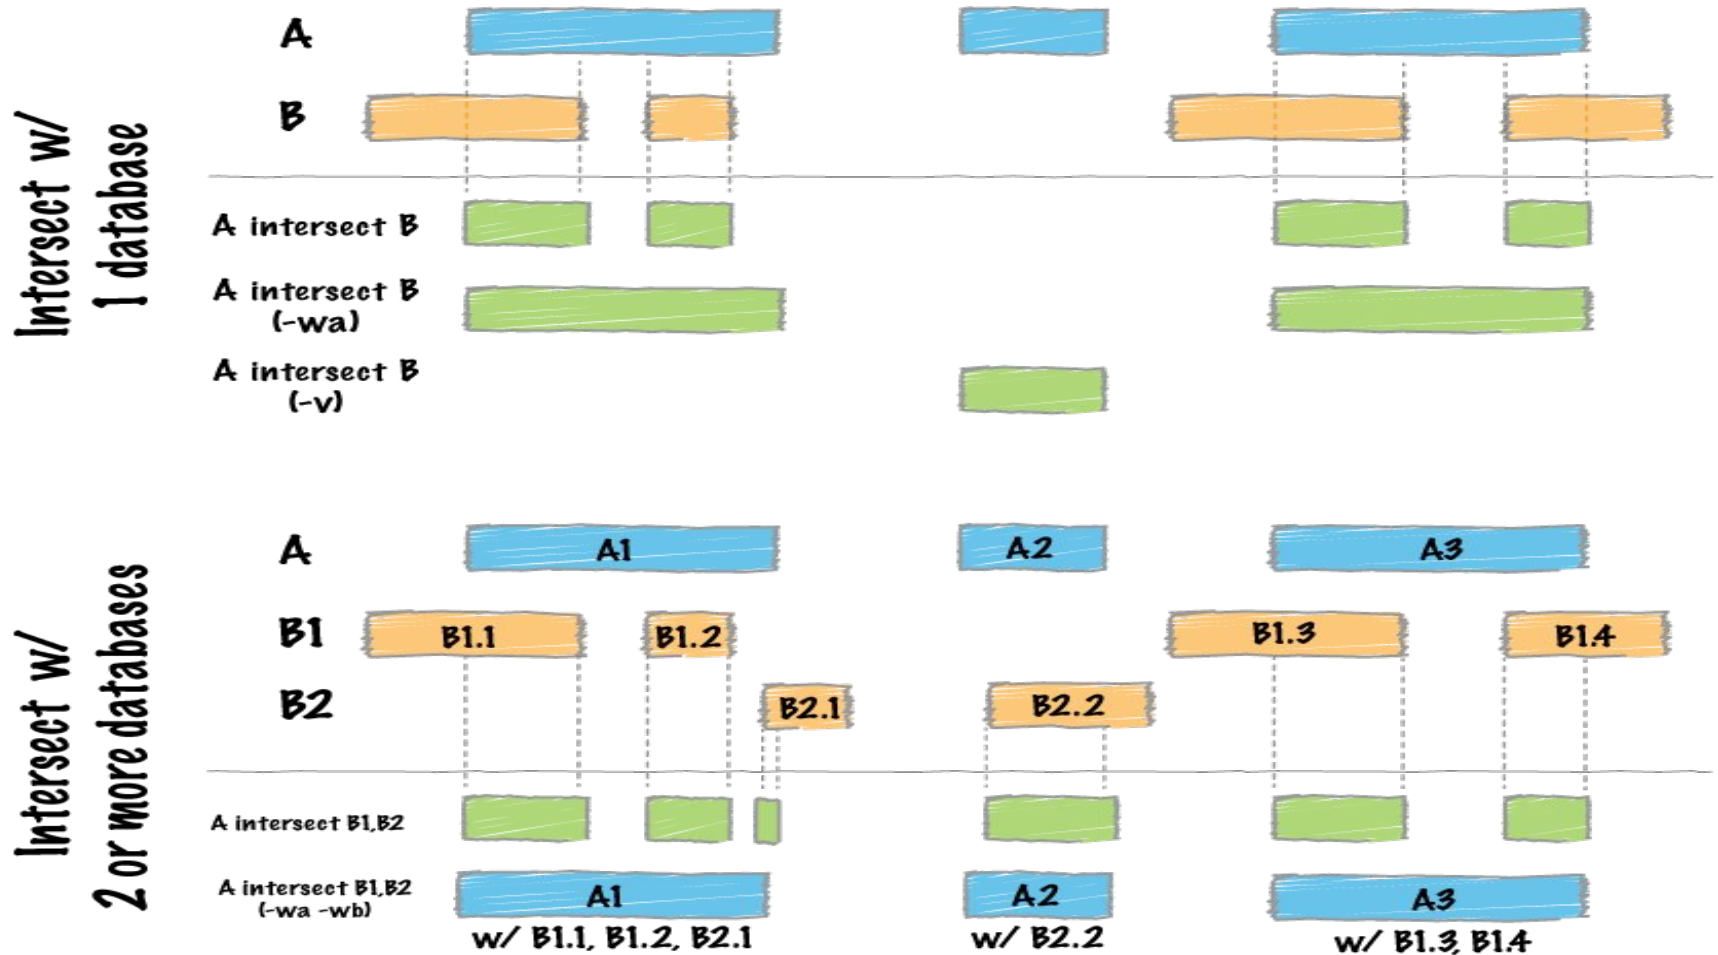 Intersect w/
1 database
A
B
A intersect B
A intersect B
(-wa)
A intersect B
(-v)
Intersect w/
2 or more databases
A
A1
A2
A3
B1
B1.1
B1.2
B1.3
B1.4
B2
B2.1
B2.2
A intersect B1,B2
A intersect B1,B2
(-wa -wb)
A1
A2
A3
w/ B1.1, B1.2, B2.1
w/ B2.2
w/ B1.3, B1.4